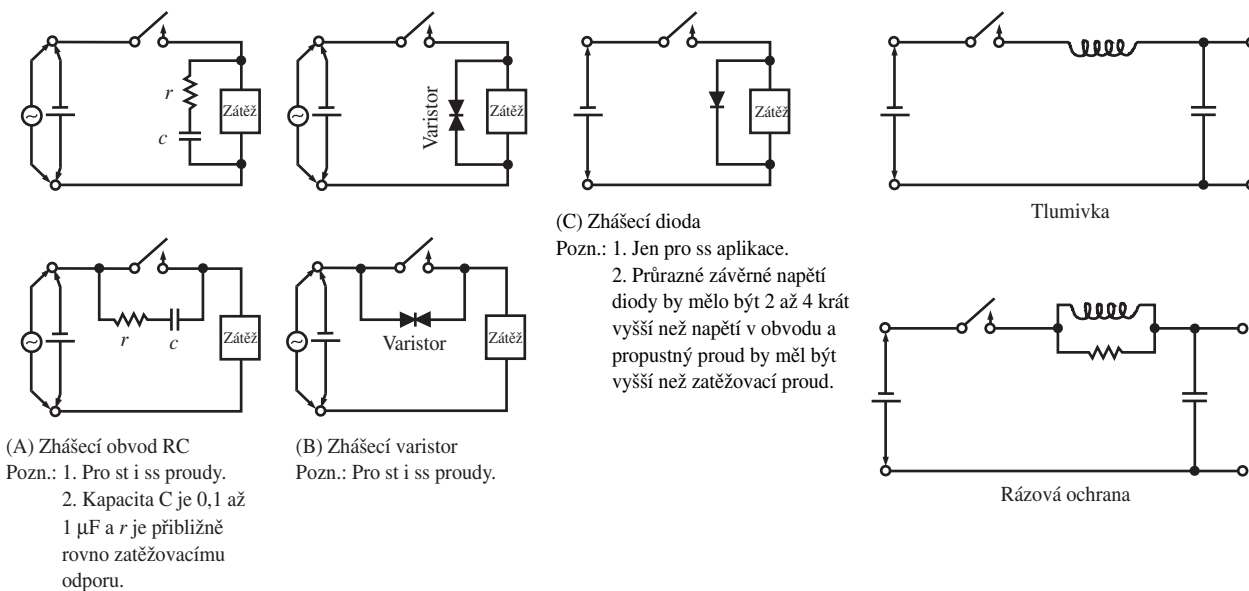 r
c
Zátěž
Varistor
Zátěž
Zátěž
Tlumivka
r
c
Zátěž
Varistor
Zátěž
(A) Zhášecí obvod RC
Pozn.: 1. Pro st i ss proudy.
2. Kapacita C je 0,1 až
1 μF a r je přibližně
rovno zatěžovacímu
odporu.
(B) Zhášecí varistor
Pozn.: Pro st i ss proudy.
(C) Zhášecí dioda
Pozn.: 1. Jen pro ss aplikace.
2. Průrazné závěrné napětí
diody by mělo být 2 až 4 krát
vyšší než napětí v obvodu a
propustný proud by měl být
vyšší než zatěžovací proud.
Rázová ochrana